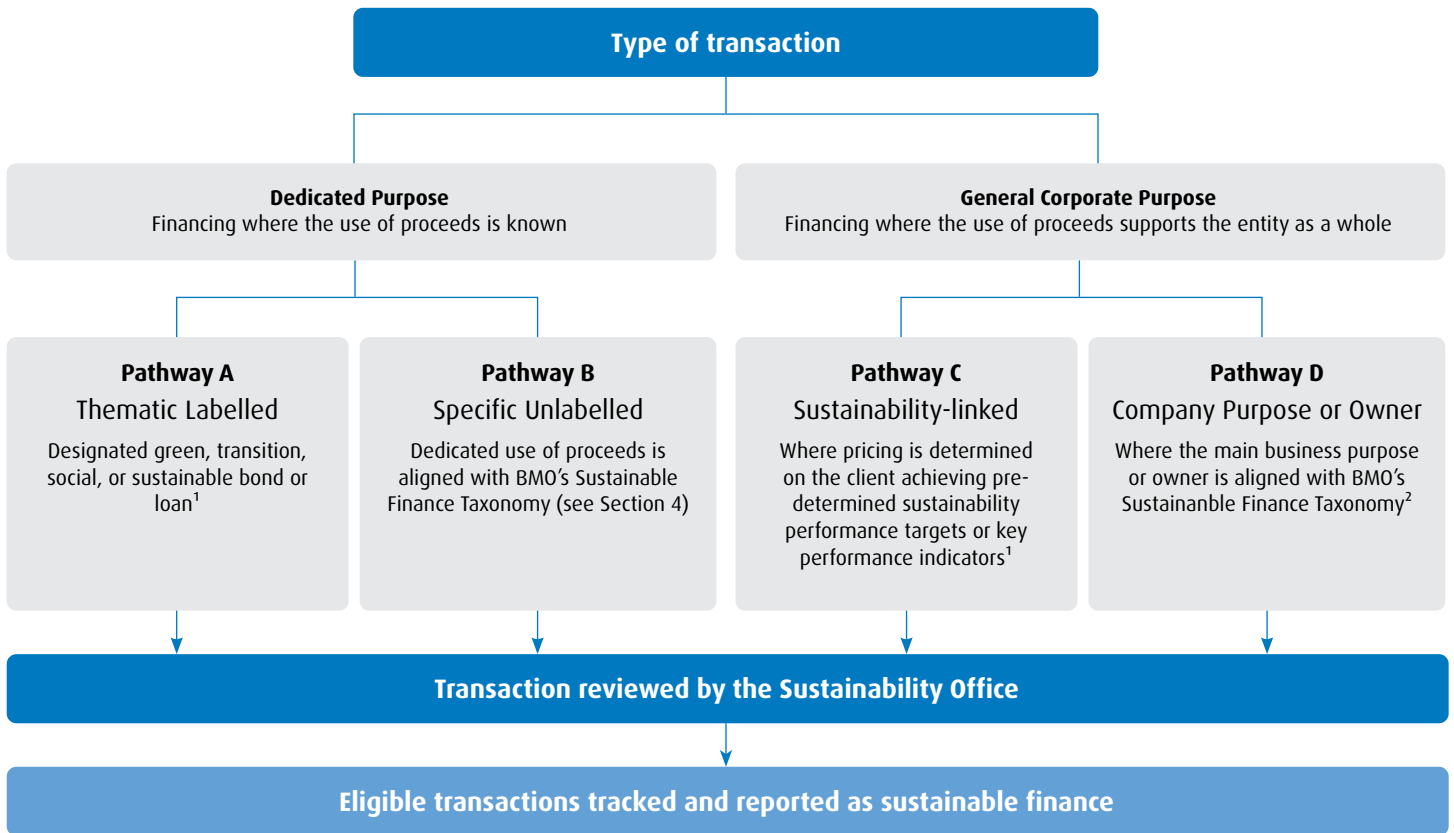 Type of transaction
Dedicated Purpose
Financing where the use of proceeds is known
General Corporate Purpose
Financing where the use of proceeds supports the entity as a whole
Pathway A
Thematic Labelled
Designated green, transition,
social, or sustainable bond or
loan¹
Pathway B
Specific Unlabelled
Dedicated use of proceeds is
aligned with BMO's Sustainable
Finance Taxonomy (see Section 4)
Pathway C
Sustainability-linked
Where pricing is determined
on the client achieving pre-
determined sustainability
performance targets or key
performance indicators¹
Pathway D
Company Purpose or Owner
Where the main business purpose
or owner is aligned with BMO's
Sustainanble Finance Taxonomy²
Transaction reviewed by the Sustainability Office
Eligible transactions tracked and reported as sustainable finance